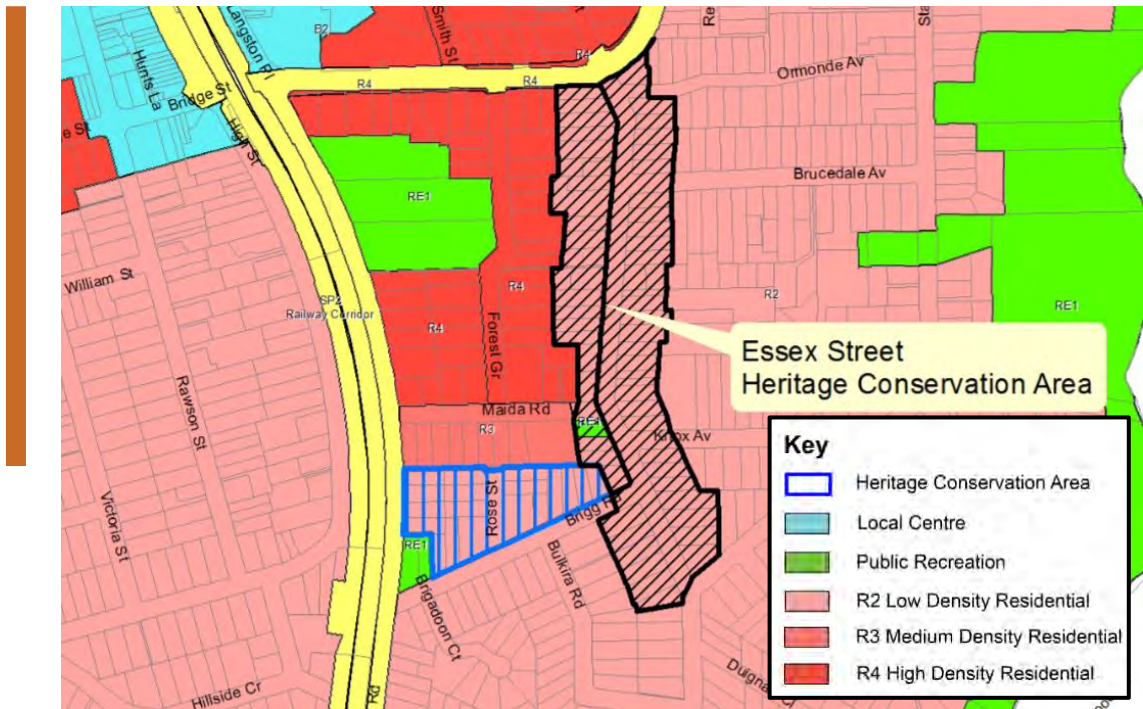 Langston Pl
B2
Smith St
R4
Hunts La
Bridge St
High St
e St
R4
R4
Ormonde Av
Re
Sta
Brucedale Av
RE1
William St
SP2
Railway Corridor
R4
R4
Forest Gr
R2
RE1
Essex Street
Heritage Conservation Area
Rawson St
Maida Rd
R3
RE1
Knox Av
Victoria St
Rose St
Brigg Rd
RE1
Bulkira Rd
Brigadoon Ct
Hillside Cr
Rd
Key
Heritage Conservation Area
Local Centre
Public Recreation
R2 Low Density Residential
R3 Medium Density Residential
R4 High Density Residential